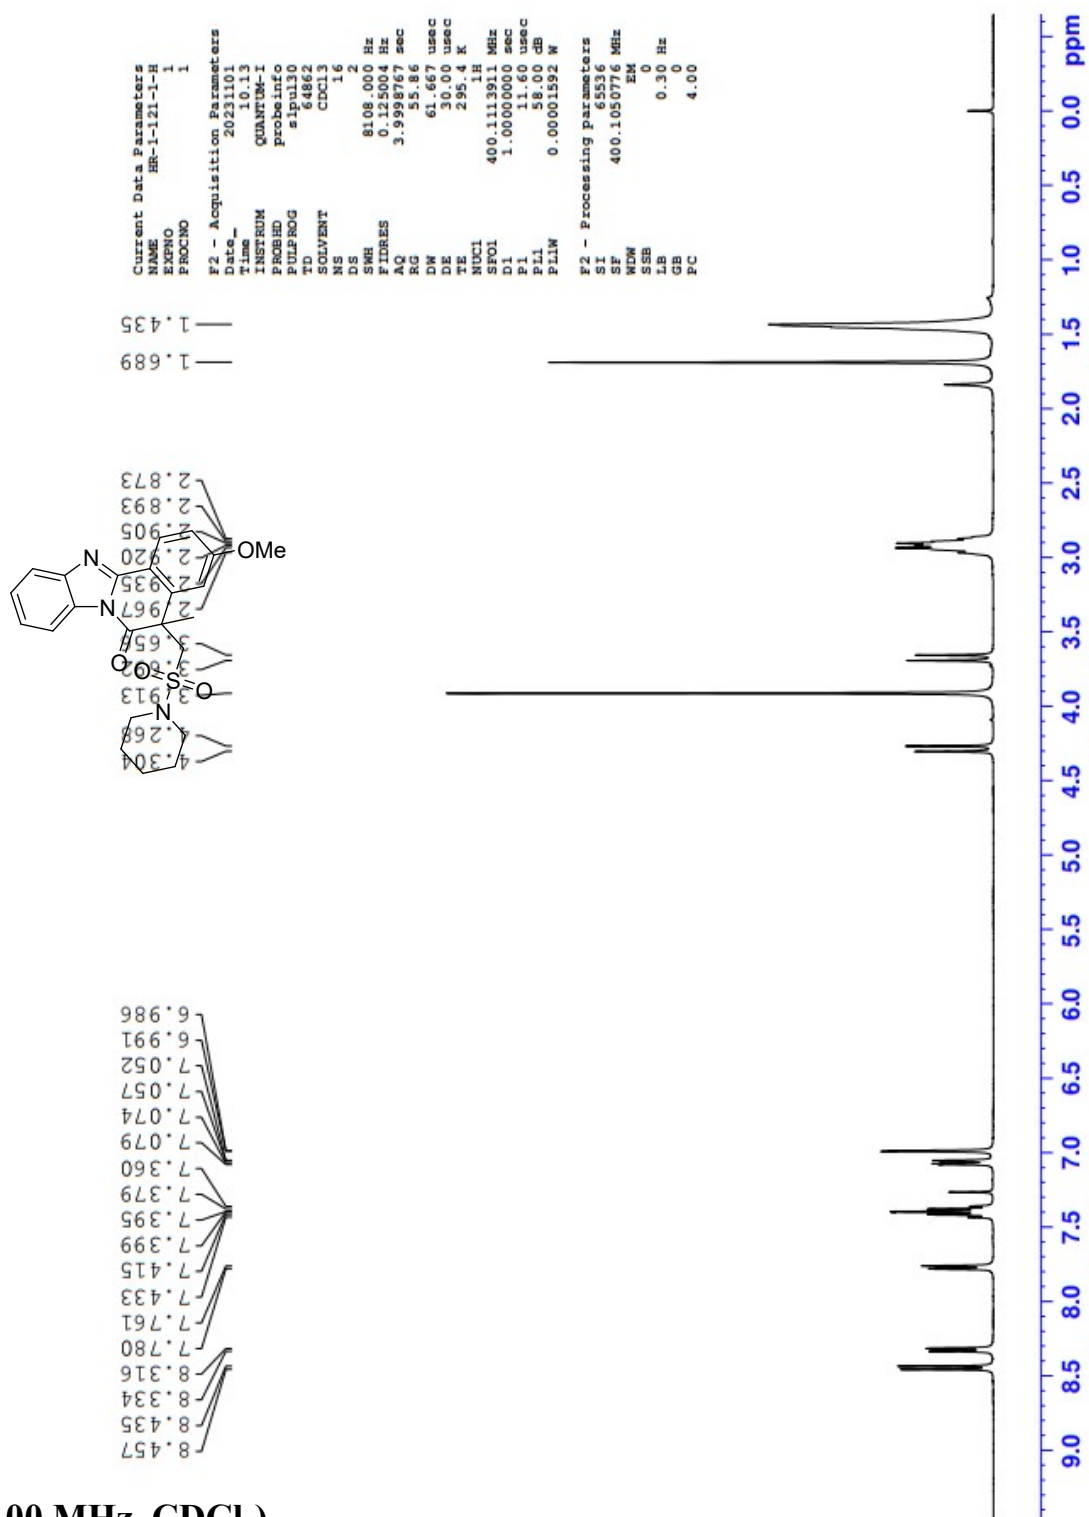 Current Data Parameters
NAME HR-1-121-1-H
EXPNO 1
PROCNO 1
F2 - Acquisition Parameters
Date_ 20231101
Time 10.13
INSTRUM QUANTUM-I
PROBHD probeinfo
PULPROG s1pul30
TD 64862
SOLVENT CDCl3
NS 16
DS 2
SWH 8108.000 Hz
FIDRES 0.125004 Hz
AQ 3.9998767 sec
RG 55.86
DW 61.667 usec
DE 30.00 usec
TE 295.4 K
NUC1 1H
SFO1 400.1113911 MHz
D1 1.00000000 sec
P1 11.60 usec
PL1 58.00 dB
PL1W 0.00001592 W
F2 - Processing parameters
SI 65536
SF 400.1050776 MHz
WDW EM
SSB 0
LB 0.30 Hz
GB 0
PC 4.00
1.435
1.689
2.873
2.893
2.905
2.920
2.935
2.967
3.656
3.692
3.913
4.268
4.304
6.986
6.991
7.052
7.057
7.074
7.079
7.360
7.379
7.395
7.399
7.415
7.433
7.761
7.780
8.316
8.334
8.435
8.457
N
OMe
N
O
O
S
O
N
ppm
0.0
0.5
1.0
1.5
2.0
2.5
3.0
3.5
4.0
4.5
5.0
5.5
6.0
6.5
7.0
7.5
8.0
8.5
9.0
00 MHz, CDCl